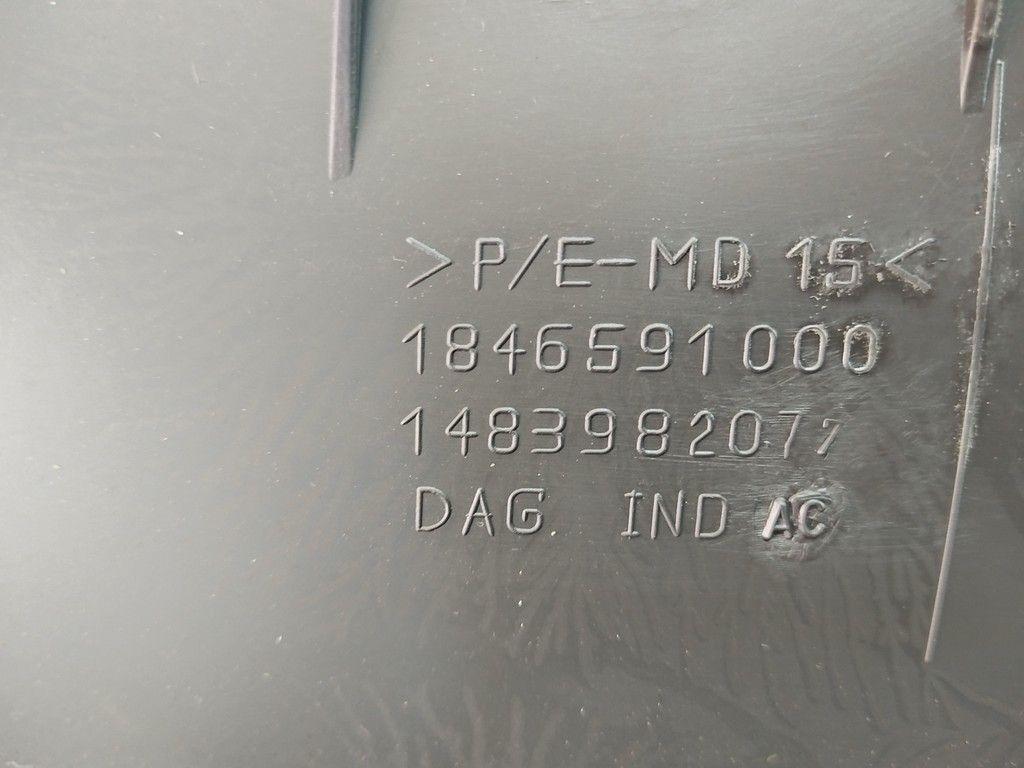 >P/E-MD 15<
1846591000
1483982077
DAG IND AC